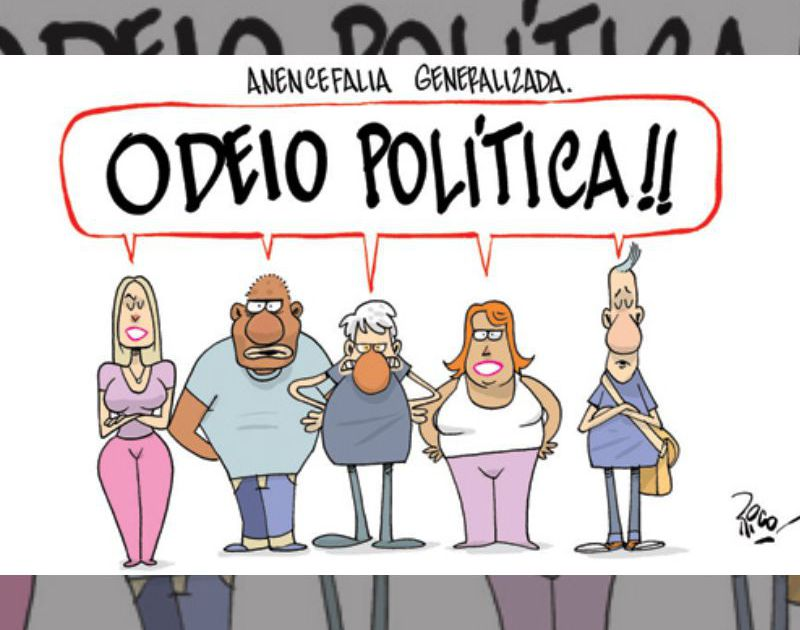 ANENCEFALIA GENERALIZADA.
ODEIO POLÍTICA!!